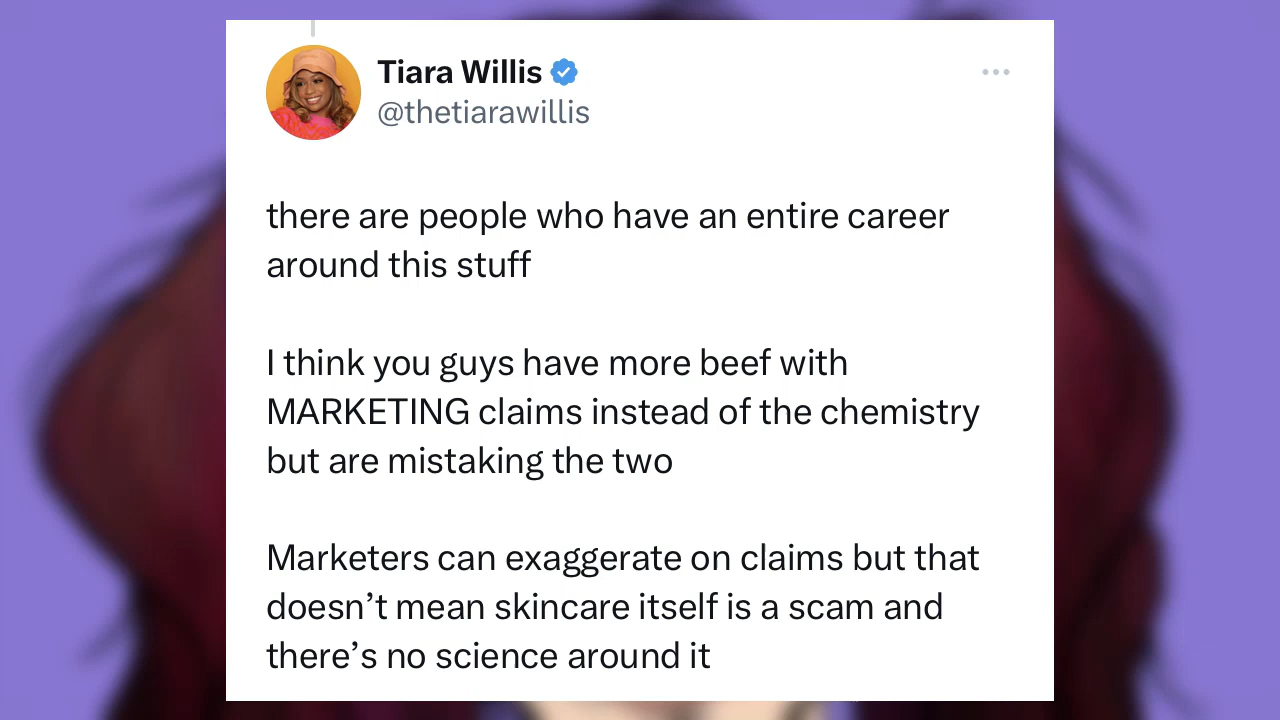 Tiara Willis
@thetiarawillis
there are people who have an entire career
around this stuff
I think you guys have more beef with
MARKETING claims instead of the chemistry
but are mistaking the two
Marketers can exaggerate on claims but that
doesn’t mean skincare itself is a scam and
there’s no science around it